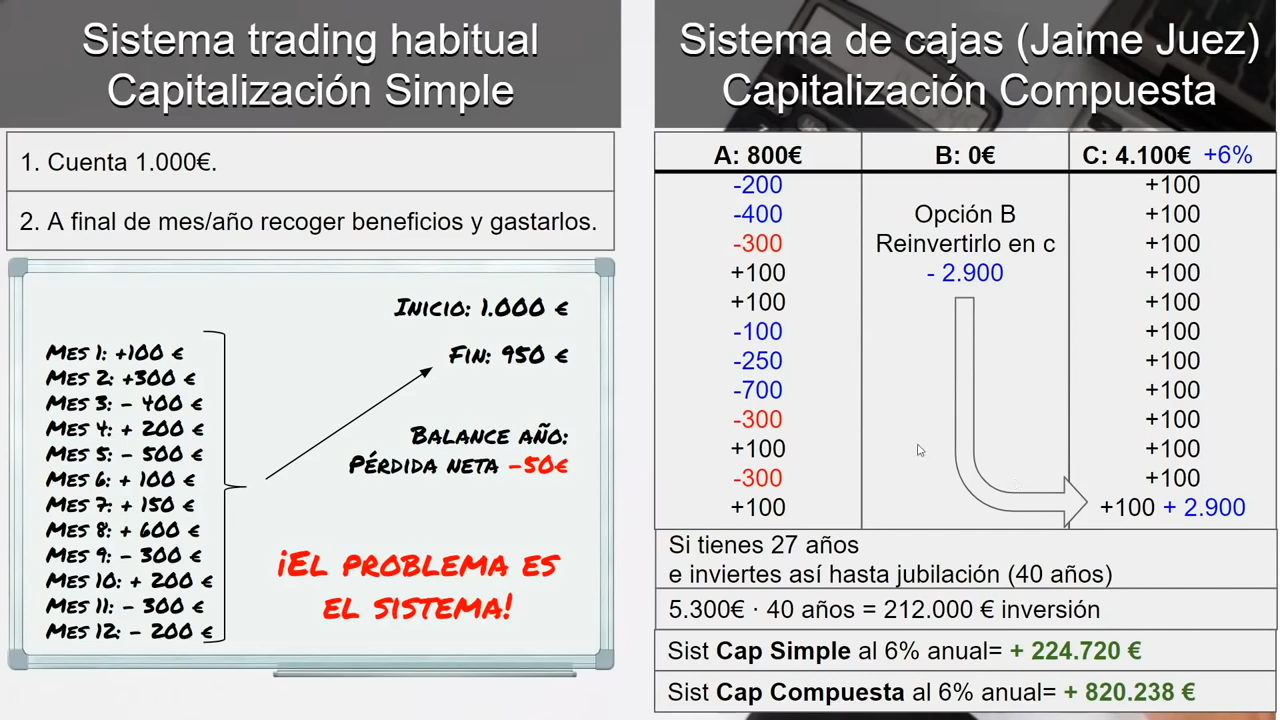 Sistema trading habitual
Capitalización Simple
1. Cuenta 1.000€.
2. A final de mes/año recoger beneficios y gastarlos.
Inicio: 1.000 €
Fin: 950 €
Mes 1: +100 €
Mes 2: +300 €
Mes 3: - 400 €
Mes 4: + 200 €
Mes 5: - 500 €
Mes 6: + 100 €
Mes 7: + 150 €
Mes 8: + 600 €
Mes 9: - 300 €
Mes 10: + 200 €
Mes 11: - 300 €
Mes 12: - 200 €
Balance año:
Pérdida neta -50€
¡El problema es
el sistema!
Sistema de cajas (Jaime Juez)
Capitalización Compuesta
A: 800€ B: 0€ C: 4.100€ +6%
-200 +100
-400 Opción B +100
-300 Reinvertirlo en c +100
+100 - 2.900 +100
+100 +100
-100 +100
-250 +100
-700 +100
-300 +100
+100 +100
-300 +100
+100 +100 + 2.900
Si tienes 27 años
e inviertes así hasta jubilación (40 años)
5.300€ · 40 años = 212.000 € inversión
Sist Cap Simple al 6% anual= + 224.720 €
Sist Cap Compuesta al 6% anual= + 820.238 €